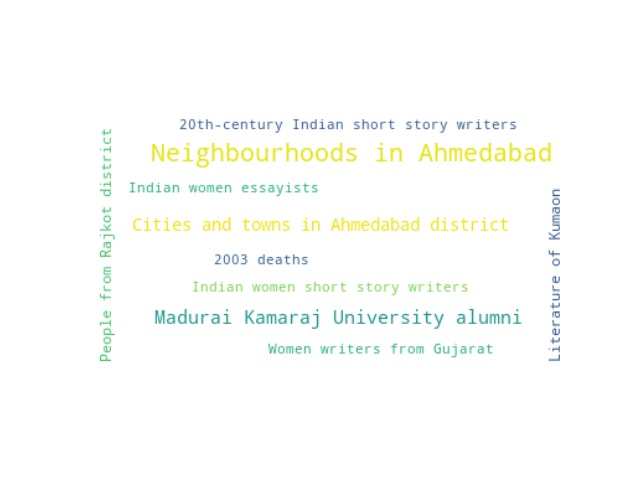 20th-century Indian short story writers
Neighbourhoods in Ahmedabad
Indian women essayists
Cities and towns in Ahmedabad district
2003 deaths
Indian women short story writers
Madurai Kamaraj University alumni
Women writers from Gujarat
People from Rajkot district
Literature of Kumaon